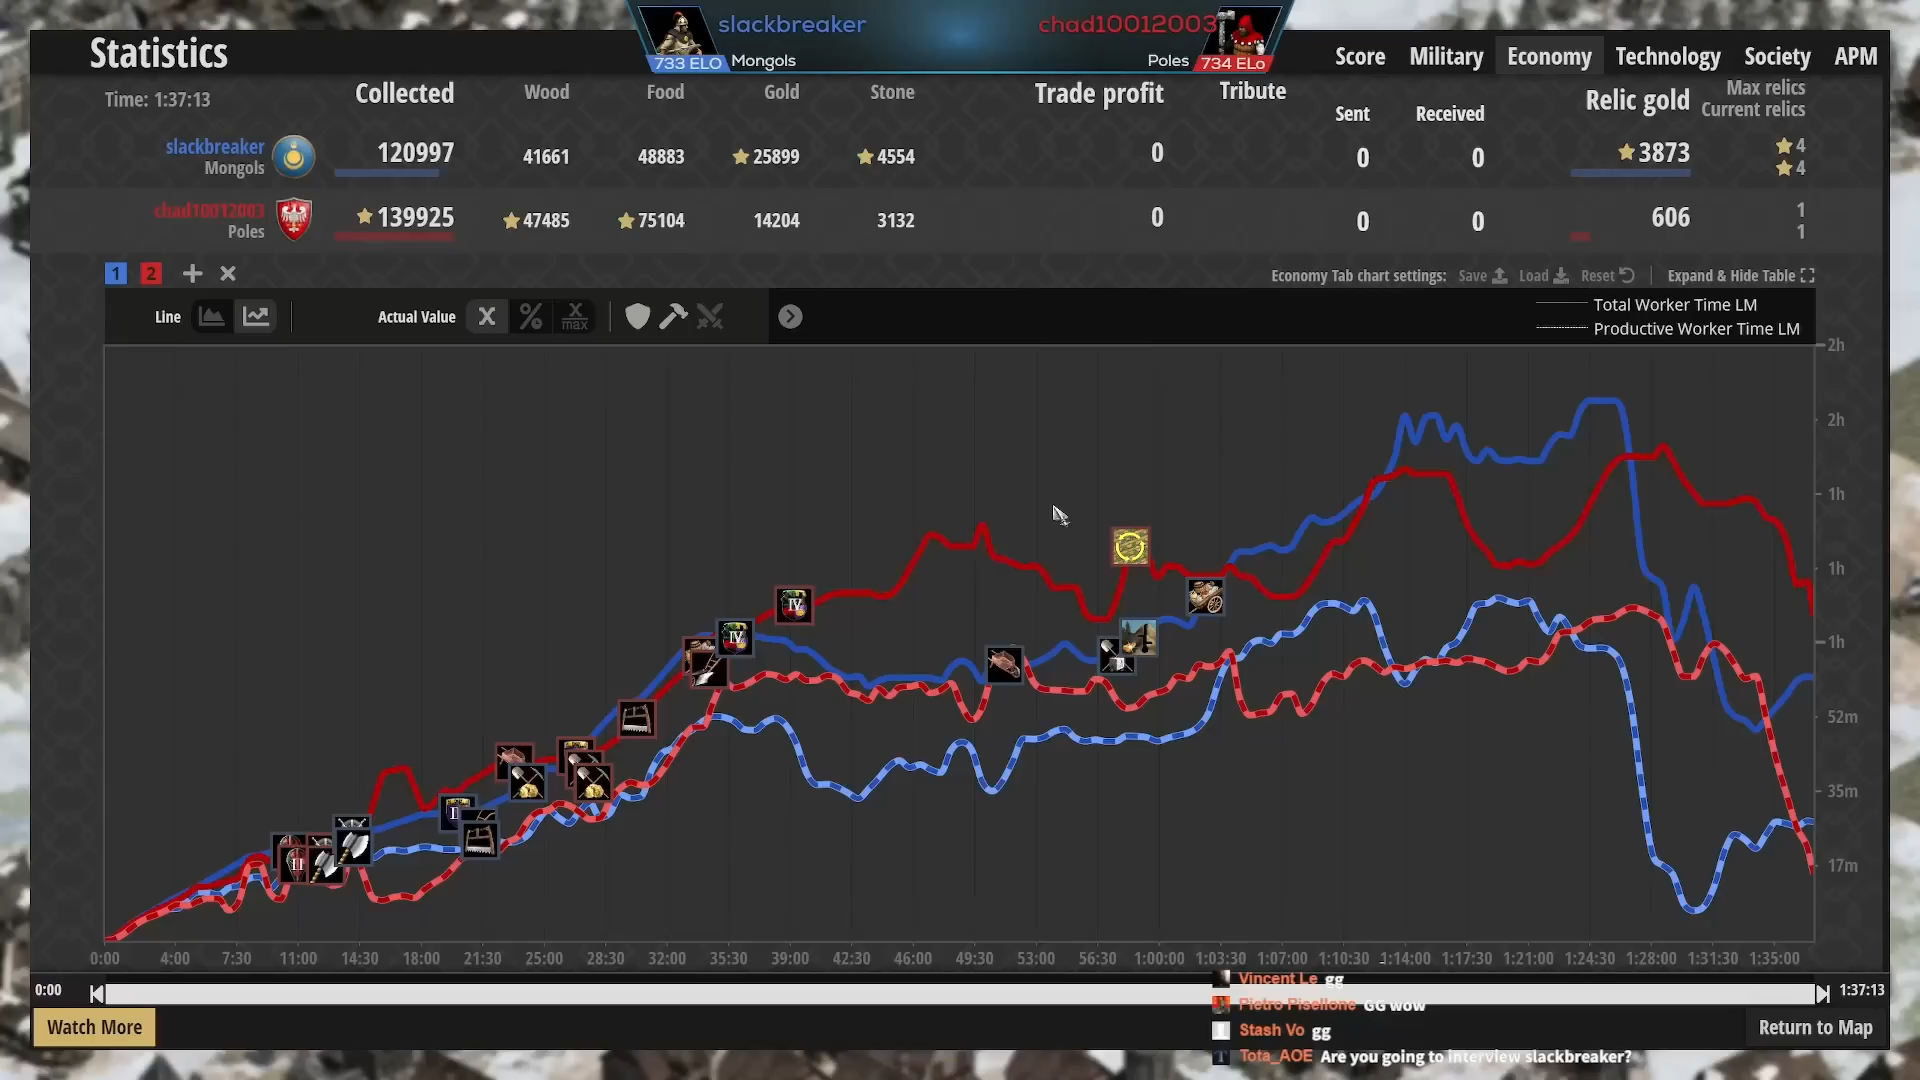 slackbreaker
chad10012003
733 ELO
Mongols
Poles
734 ELo
Statistics
Score
Military
Economy
Technology
Society
APM
Time: 1:37:13
Collected
Wood
Food
Gold
Stone
Trade profit
Tribute
Sent
Received
Relic gold
Max relics
Current relics
slackbreaker
Mongols
120997
41661
48883
25899
4554
0
0
0
3873
4
4
chad10012003
Poles
139925
47485
75104
14204
3132
0
0
0
606
1
1
1
2
Economy Tab chart settings:
Save
Load
Reset
Expand & Hide Table
Line
Actual Value
X
%
X
max
Total Worker Time LM
Productive Worker Time LM
2h
2h
1h
1h
1h
52m
35m
17m
IV
IV
II
0:00
4:00
7:30
11:00
14:30
18:00
21:30
25:00
28:30
32:00
35:30
39:00
42:30
46:00
49:30
53:00
56:30
1:00:00
1:03:30
1:07:00
1:10:30
1:14:00
1:17:30
1:21:00
1:24:30
1:28:00
1:31:30
1:35:00
0:00
1:37:13
Watch More
Return to Map
Vincent Le gg
Pietro Pisellone GG wow
Stash Vo gg
Tota_AOE Are you going to interview slackbreaker?